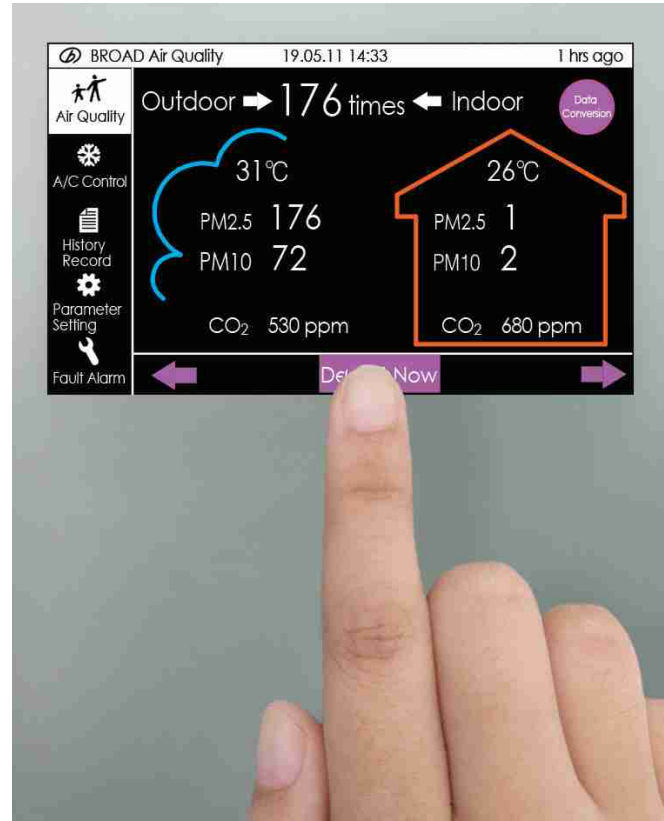 BROAD Air Quality 19.05.11 14:33 1 hrs ago
Air Quality
A/C Control
History
Record
Parameter
Setting
Fault Alarm
Outdoor 176 times Indoor
Data
Conversion
31℃
PM2.5 176
PM10 72
CO₂ 530 ppm
26℃
PM2.5 1
PM10 2
CO₂ 680 ppm
Now